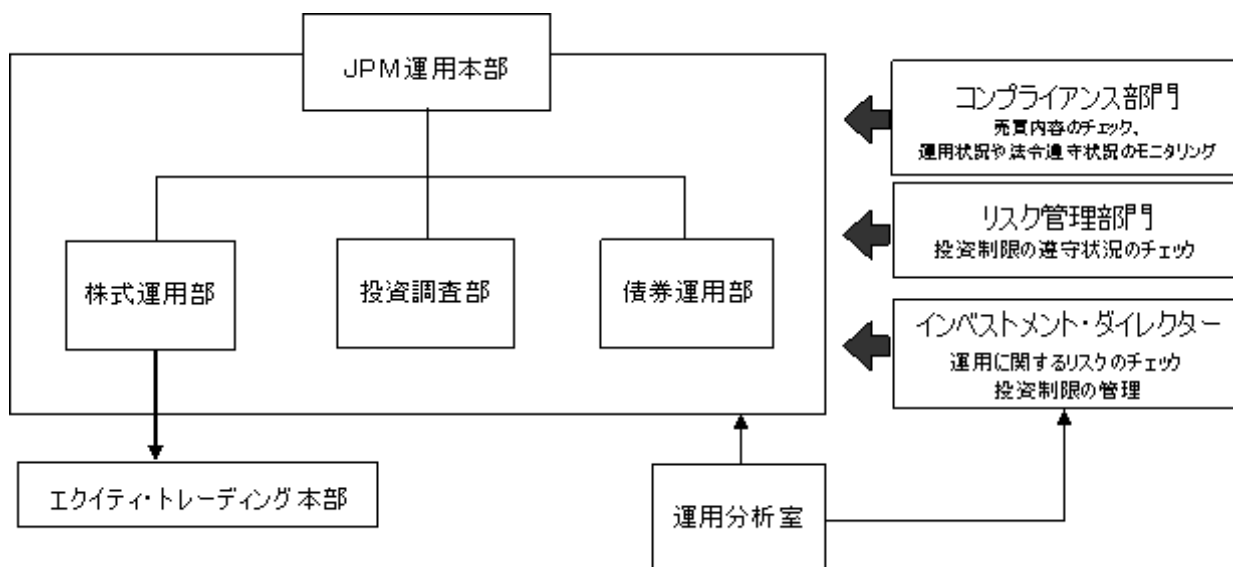 JPM運用本部
コンプライアンス部門
売買内容のチェック、
運用状況や法令遵守状況のモニタリング
リスク管理部門
投資制限の遵守状況のチェック
株式運用部
投資調査部
債券運用部
インベストメント・ダイレクター
運用に関するリスクのチェック
投資制限の管理
エクイティ・トレーディング本部
運用分析室